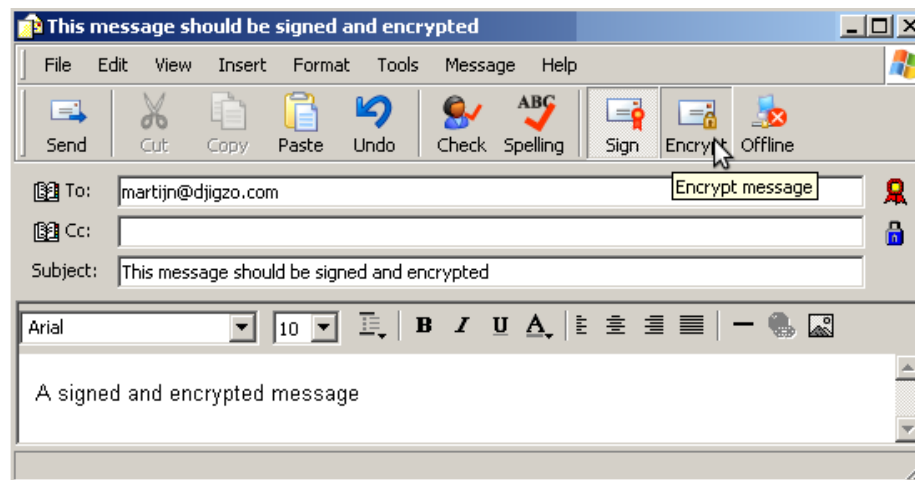 This message should be signed and encrypted
File Edit View Insert Format Tools Message Help
ABC
Send Cut Copy Paste Undo Check Spelling Sign Encrypt Offline
Encrypt message
To: martijn@djigzo.com
Cc:
Subject: This message should be signed and encrypted
Arial 10 B I U A
A signed and encrypted message